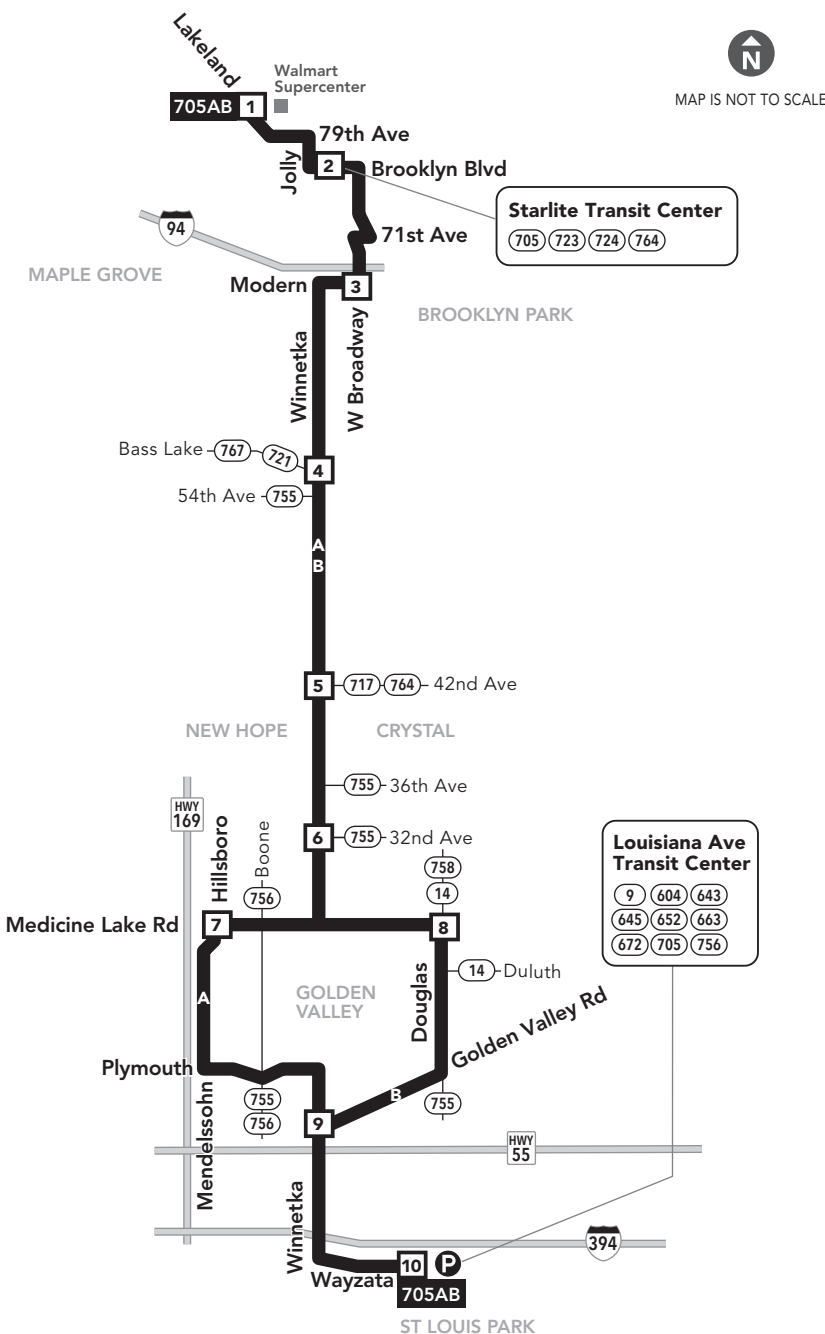 Lakeland
Walmart
Supercenter
N
MAP IS NOT TO SCALE
705AB 1
79th Ave
Jolly
2
Brooklyn Blvd
Starlite Transit Center
705 723 724 764
94
71st Ave
MAPLE GROVE
Modern
3
BROOKLYN PARK
Winnetka
W Broadway
Bass Lake 767 721
4
54th Ave 755
A
B
5
717 764 42nd Ave
NEW HOPE
CRYSTAL
755 36th Ave
HWY
169
Hillsboro
Boone
6
755 32nd Ave
758
14
756
Louisiana Ave
Transit Center
9 604 643
645 652 663
672 705 756
Medicine Lake Rd
7
8
Douglas
14 Duluth
A
GOLDEN
VALLEY
Golden Valley Rd
Plymouth
B
755
755
756
9
Mendelssohn
HWY
55
Winnetka
394
Wayzata
10 P
705AB
ST LOUIS PARK